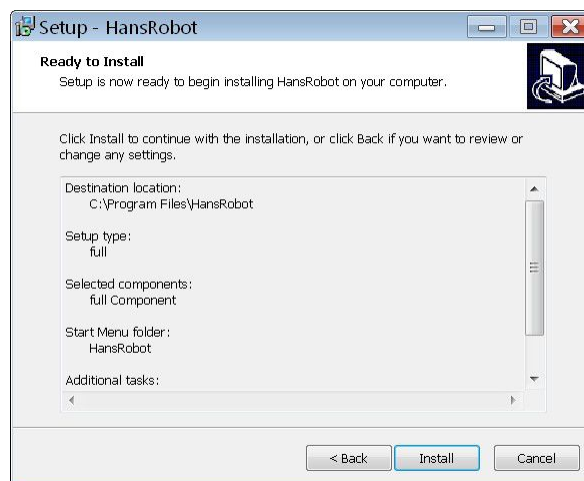 Setup - HansRobot
Ready to Install
Setup is now ready to begin installing HansRobot on your computer.
Click Install to continue with the installation, or click Back if you want to review or
change any settings.
Destination location:
C:\Program Files\HansRobot
Setup type:
full
Selected components:
full Component
Start Menu folder:
HansRobot
Additional tasks:
< Back
Install
Cancel